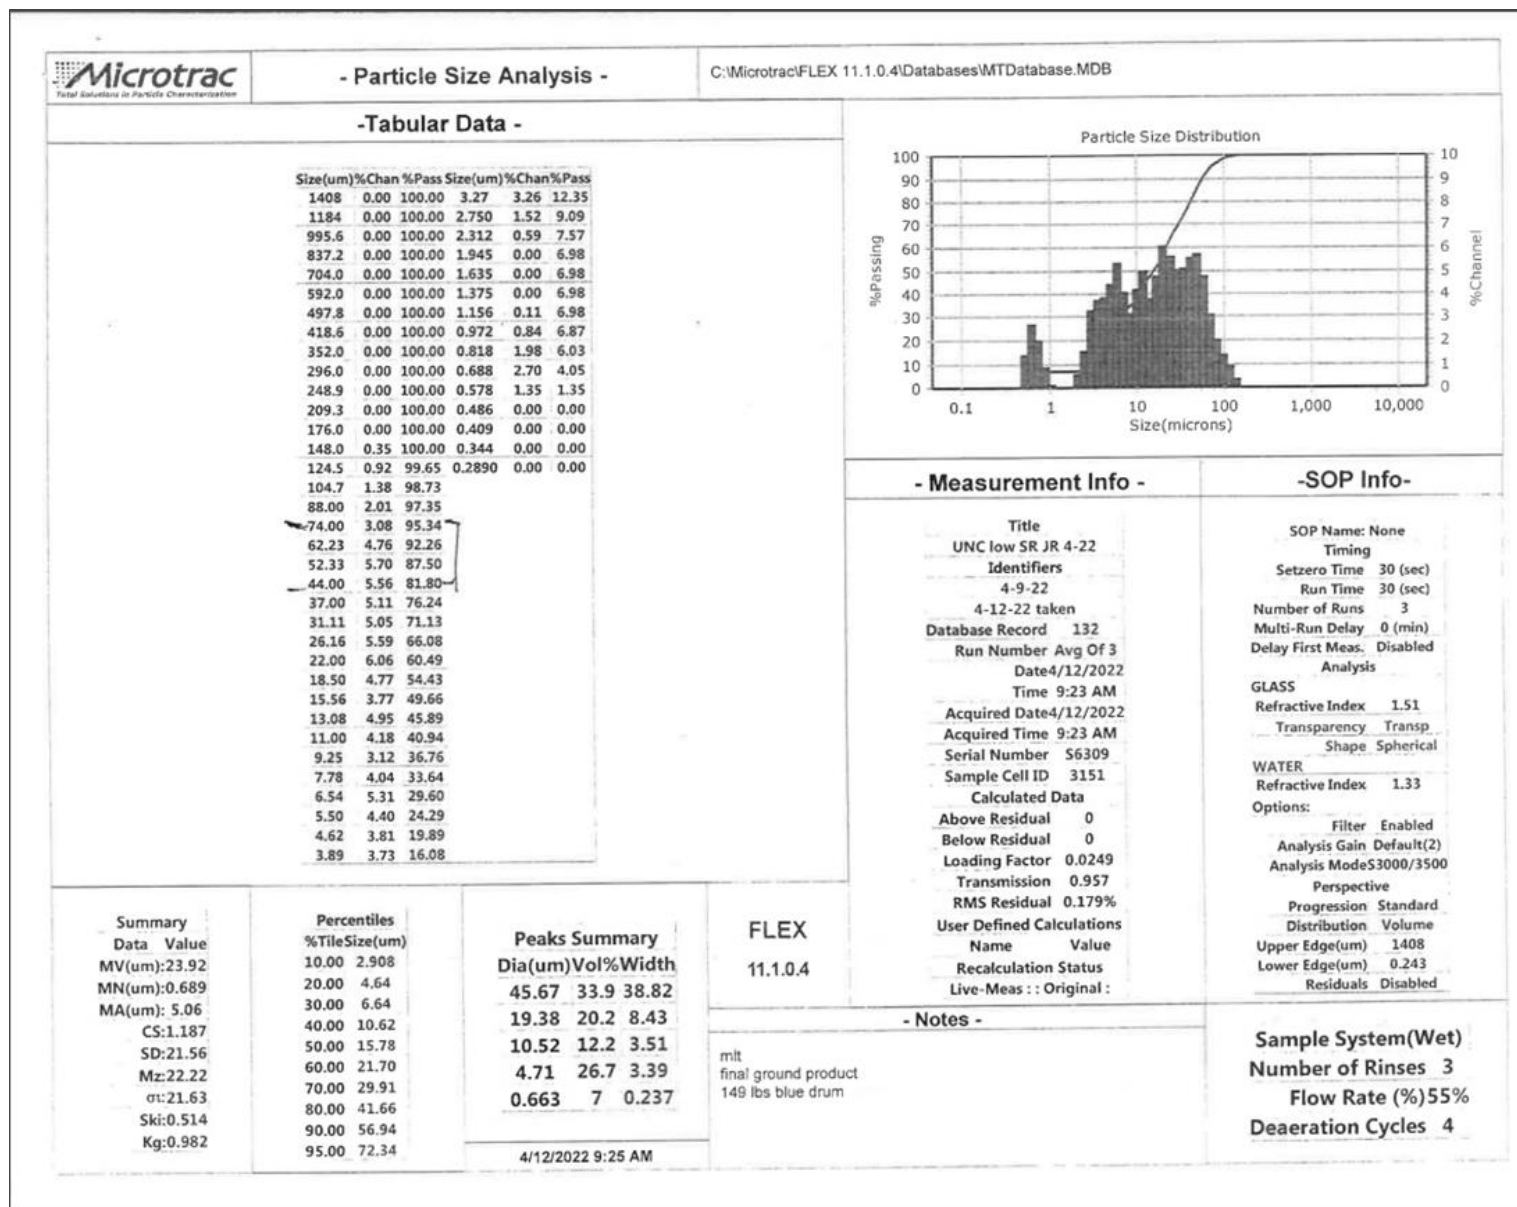 Microtrac
Total Solutions in Particle Characterization
- Particle Size Analysis -
C:\Microtrac\FLEX 11.1.0.4\Databases\MTDatabase.MDB
-Tabular Data -
Size(um) %Chan %Pass Size(um) %Chan %Pass
1408 0.00 100.00 3.27 3.26 12.35
1184 0.00 100.00 2.750 1.52 9.09
995.6 0.00 100.00 2.312 0.59 7.57
837.2 0.00 100.00 1.945 0.00 6.98
704.0 0.00 100.00 1.635 0.00 6.98
592.0 0.00 100.00 1.375 0.00 6.98
497.8 0.00 100.00 1.156 0.11 6.98
418.6 0.00 100.00 0.972 0.84 6.87
352.0 0.00 100.00 0.818 1.98 6.03
296.0 0.00 100.00 0.688 2.70 4.05
248.9 0.00 100.00 0.578 1.35 1.35
209.3 0.00 100.00 0.486 0.00 0.00
176.0 0.00 100.00 0.409 0.00 0.00
148.0 0.35 100.00 0.344 0.00 0.00
124.5 0.92 99.65 0.2890 0.00 0.00
104.7 1.38 98.73
88.00 2.01 97.35
74.00 3.08 95.34
62.23 4.76 92.26
52.33 5.70 87.50
44.00 5.56 81.80
37.00 5.11 76.24
31.11 5.05 71.13
26.16 5.59 66.08
22.00 6.06 60.49
18.50 4.77 54.43
15.56 3.77 49.66
13.08 4.95 45.89
11.00 4.18 40.94
9.25 3.12 36.76
7.78 4.04 33.64
6.54 5.31 29.60
5.50 4.40 24.29
4.62 3.81 19.89
3.89 3.73 16.08
Particle Size Distribution
%Passing
100
90
80
70
60
50
40
30
20
10
0
0.1 1 10 100 1,000 10,000
Size(microns)
10
9
8
7
6
5
4
3
2
1
0
%Channel
- Measurement Info -
Title
UNC low SR JR 4-22
Identifiers
4-9-22
4-12-22 taken
Database Record 132
Run Number Avg Of 3
Date4/12/2022
Time 9:23 AM
Acquired Date4/12/2022
Acquired Time 9:23 AM
Serial Number S6309
Sample Cell ID 3151
Calculated Data
Above Residual 0
Below Residual 0
Loading Factor 0.0249
Transmission 0.957
RMS Residual 0.179%
User Defined Calculations
Name Value
Recalculation Status
Live-Meas : : Original :
-SOP Info-
SOP Name: None
Timing
Setzero Time 30 (sec)
Run Time 30 (sec)
Number of Runs 3
Multi-Run Delay 0 (min)
Delay First Meas. Disabled
Analysis
GLASS
Refractive Index 1.51
Transparency Transp
Shape Spherical
WATER
Refractive Index 1.33
Options:
Filter Enabled
Analysis Gain Default(2)
Analysis ModeS3000/3500
Perspective
Progression Standard
Distribution Volume
Upper Edge(um) 1408
Lower Edge(um) 0.243
Residuals Disabled
Summary
Data Value
MV(um):23.92
MN(um):0.689
MA(um): 5.06
CS:1.187
SD:21.56
Mz:22.22
σι:21.63
Ski:0.514
Kg:0.982
Percentiles
%Tile Size(um)
10.00 2.908
20.00 4.64
30.00 6.64
40.00 10.62
50.00 15.78
60.00 21.70
70.00 29.91
80.00 41.66
90.00 56.94
95.00 72.34
Peaks Summary
Dia(um) Vol% Width
45.67 33.9 38.82
19.38 20.2 8.43
10.52 12.2 3.51
4.71 26.7 3.39
0.663 7 0.237
4/12/2022 9:25 AM
FLEX
11.1.0.4
- Notes -
mlt
final ground product
149 lbs blue drum
Sample System(Wet)
Number of Rinses 3
Flow Rate (%)55%
Deaeration Cycles 4